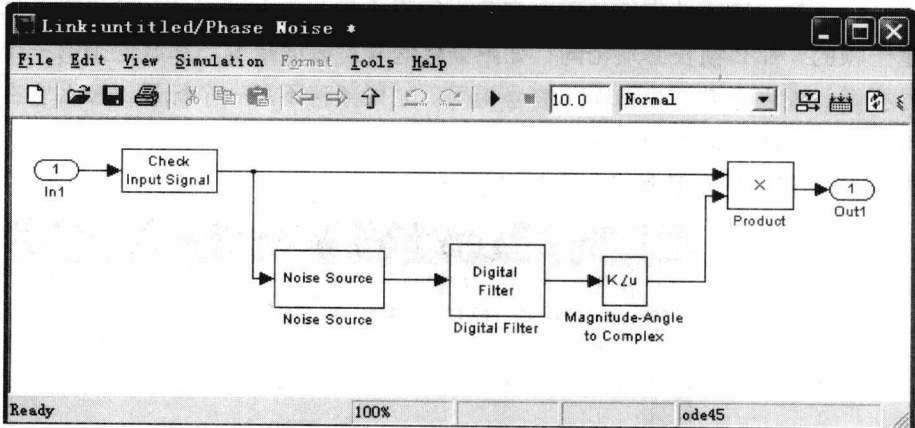 Link:untitled/Phase Noise *
File Edit View Simulation Format Tools Help
10.0 Normal
1
In1
Check
Input Signal
×
Product
1
Out1
Noise Source
Noise Source
Digital
Filter
Digital Filter
K∠u
Magnitude-Angle
to Complex
Ready 100% ode45